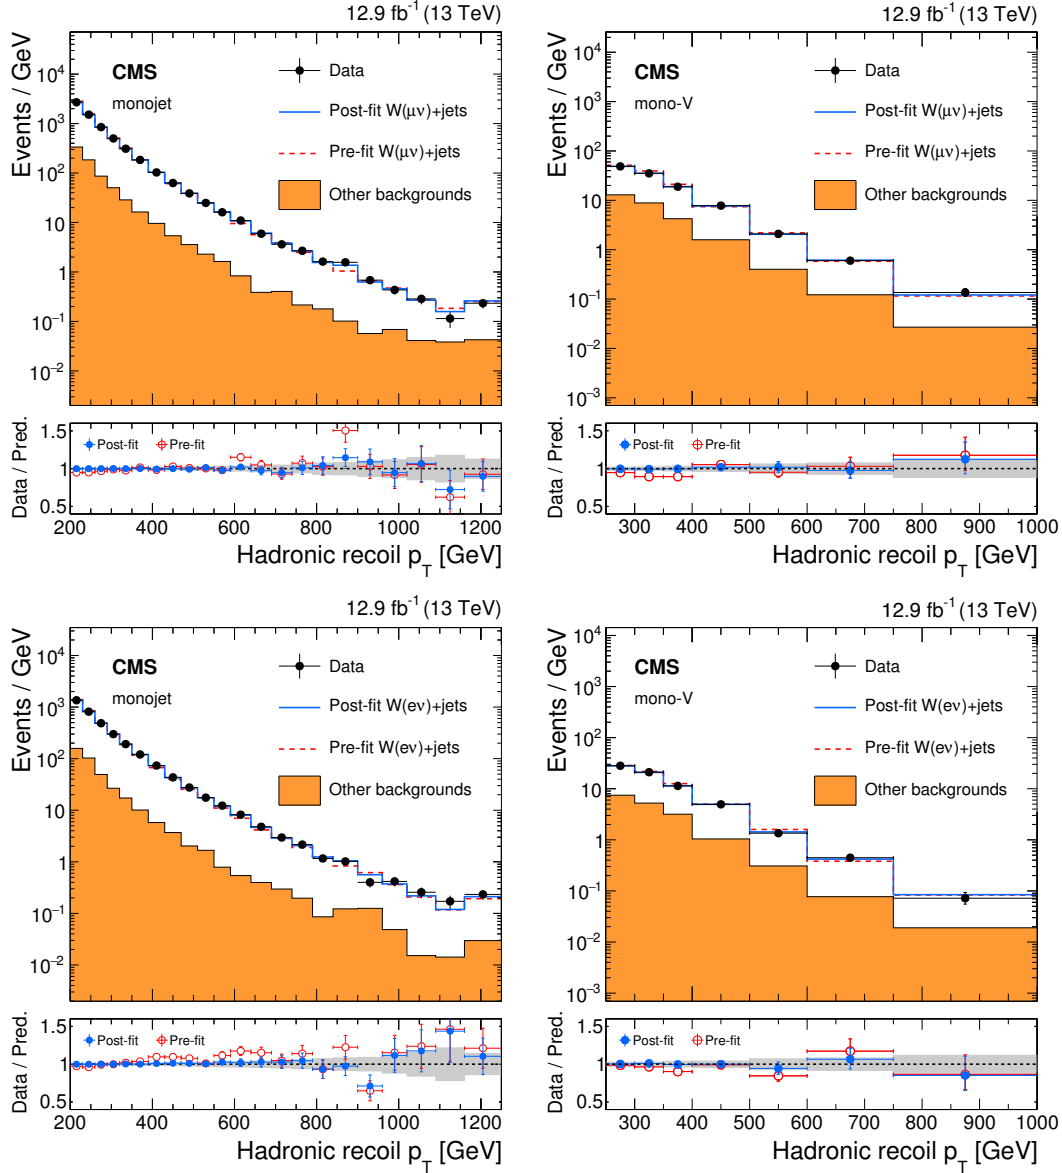 12.9 fb⁻¹ (13 TeV)
Events / GeV
10⁴
10³
10²
10
1
10⁻¹
10⁻²
CMS
monojet
Data
Post-fit W(μν)+jets
Pre-fit W(μν)+jets
Other backgrounds
Data / Pred.
1.5
1
0.5
Post-fit
Pre-fit
200 400 600 800 1000 1200
Hadronic recoil p_T [GeV]
12.9 fb⁻¹ (13 TeV)
Events / GeV
10⁴
10³
10²
10
1
10⁻¹
10⁻²
10⁻³
CMS
mono-V
Data
Post-fit W(μν)+jets
Pre-fit W(μν)+jets
Other backgrounds
Data / Pred.
1.5
1
0.5
Post-fit
Pre-fit
300 400 500 600 700 800 900 1000
Hadronic recoil p_T [GeV]
12.9 fb⁻¹ (13 TeV)
Events / GeV
10⁴
10³
10²
10
1
10⁻¹
10⁻²
CMS
monojet
Data
Post-fit W(eν)+jets
Pre-fit W(eν)+jets
Other backgrounds
Data / Pred.
1.5
1
0.5
Post-fit
Pre-fit
200 400 600 800 1000 1200
Hadronic recoil p_T [GeV]
12.9 fb⁻¹ (13 TeV)
Events / GeV
10⁴
10³
10²
10
1
10⁻¹
10⁻²
10⁻³
CMS
mono-V
Data
Post-fit W(eν)+jets
Pre-fit W(eν)+jets
Other backgrounds
Data / Pred.
1.5
1
0.5
Post-fit
Pre-fit
300 400 500 600 700 800 900 1000
Hadronic recoil p_T [GeV]